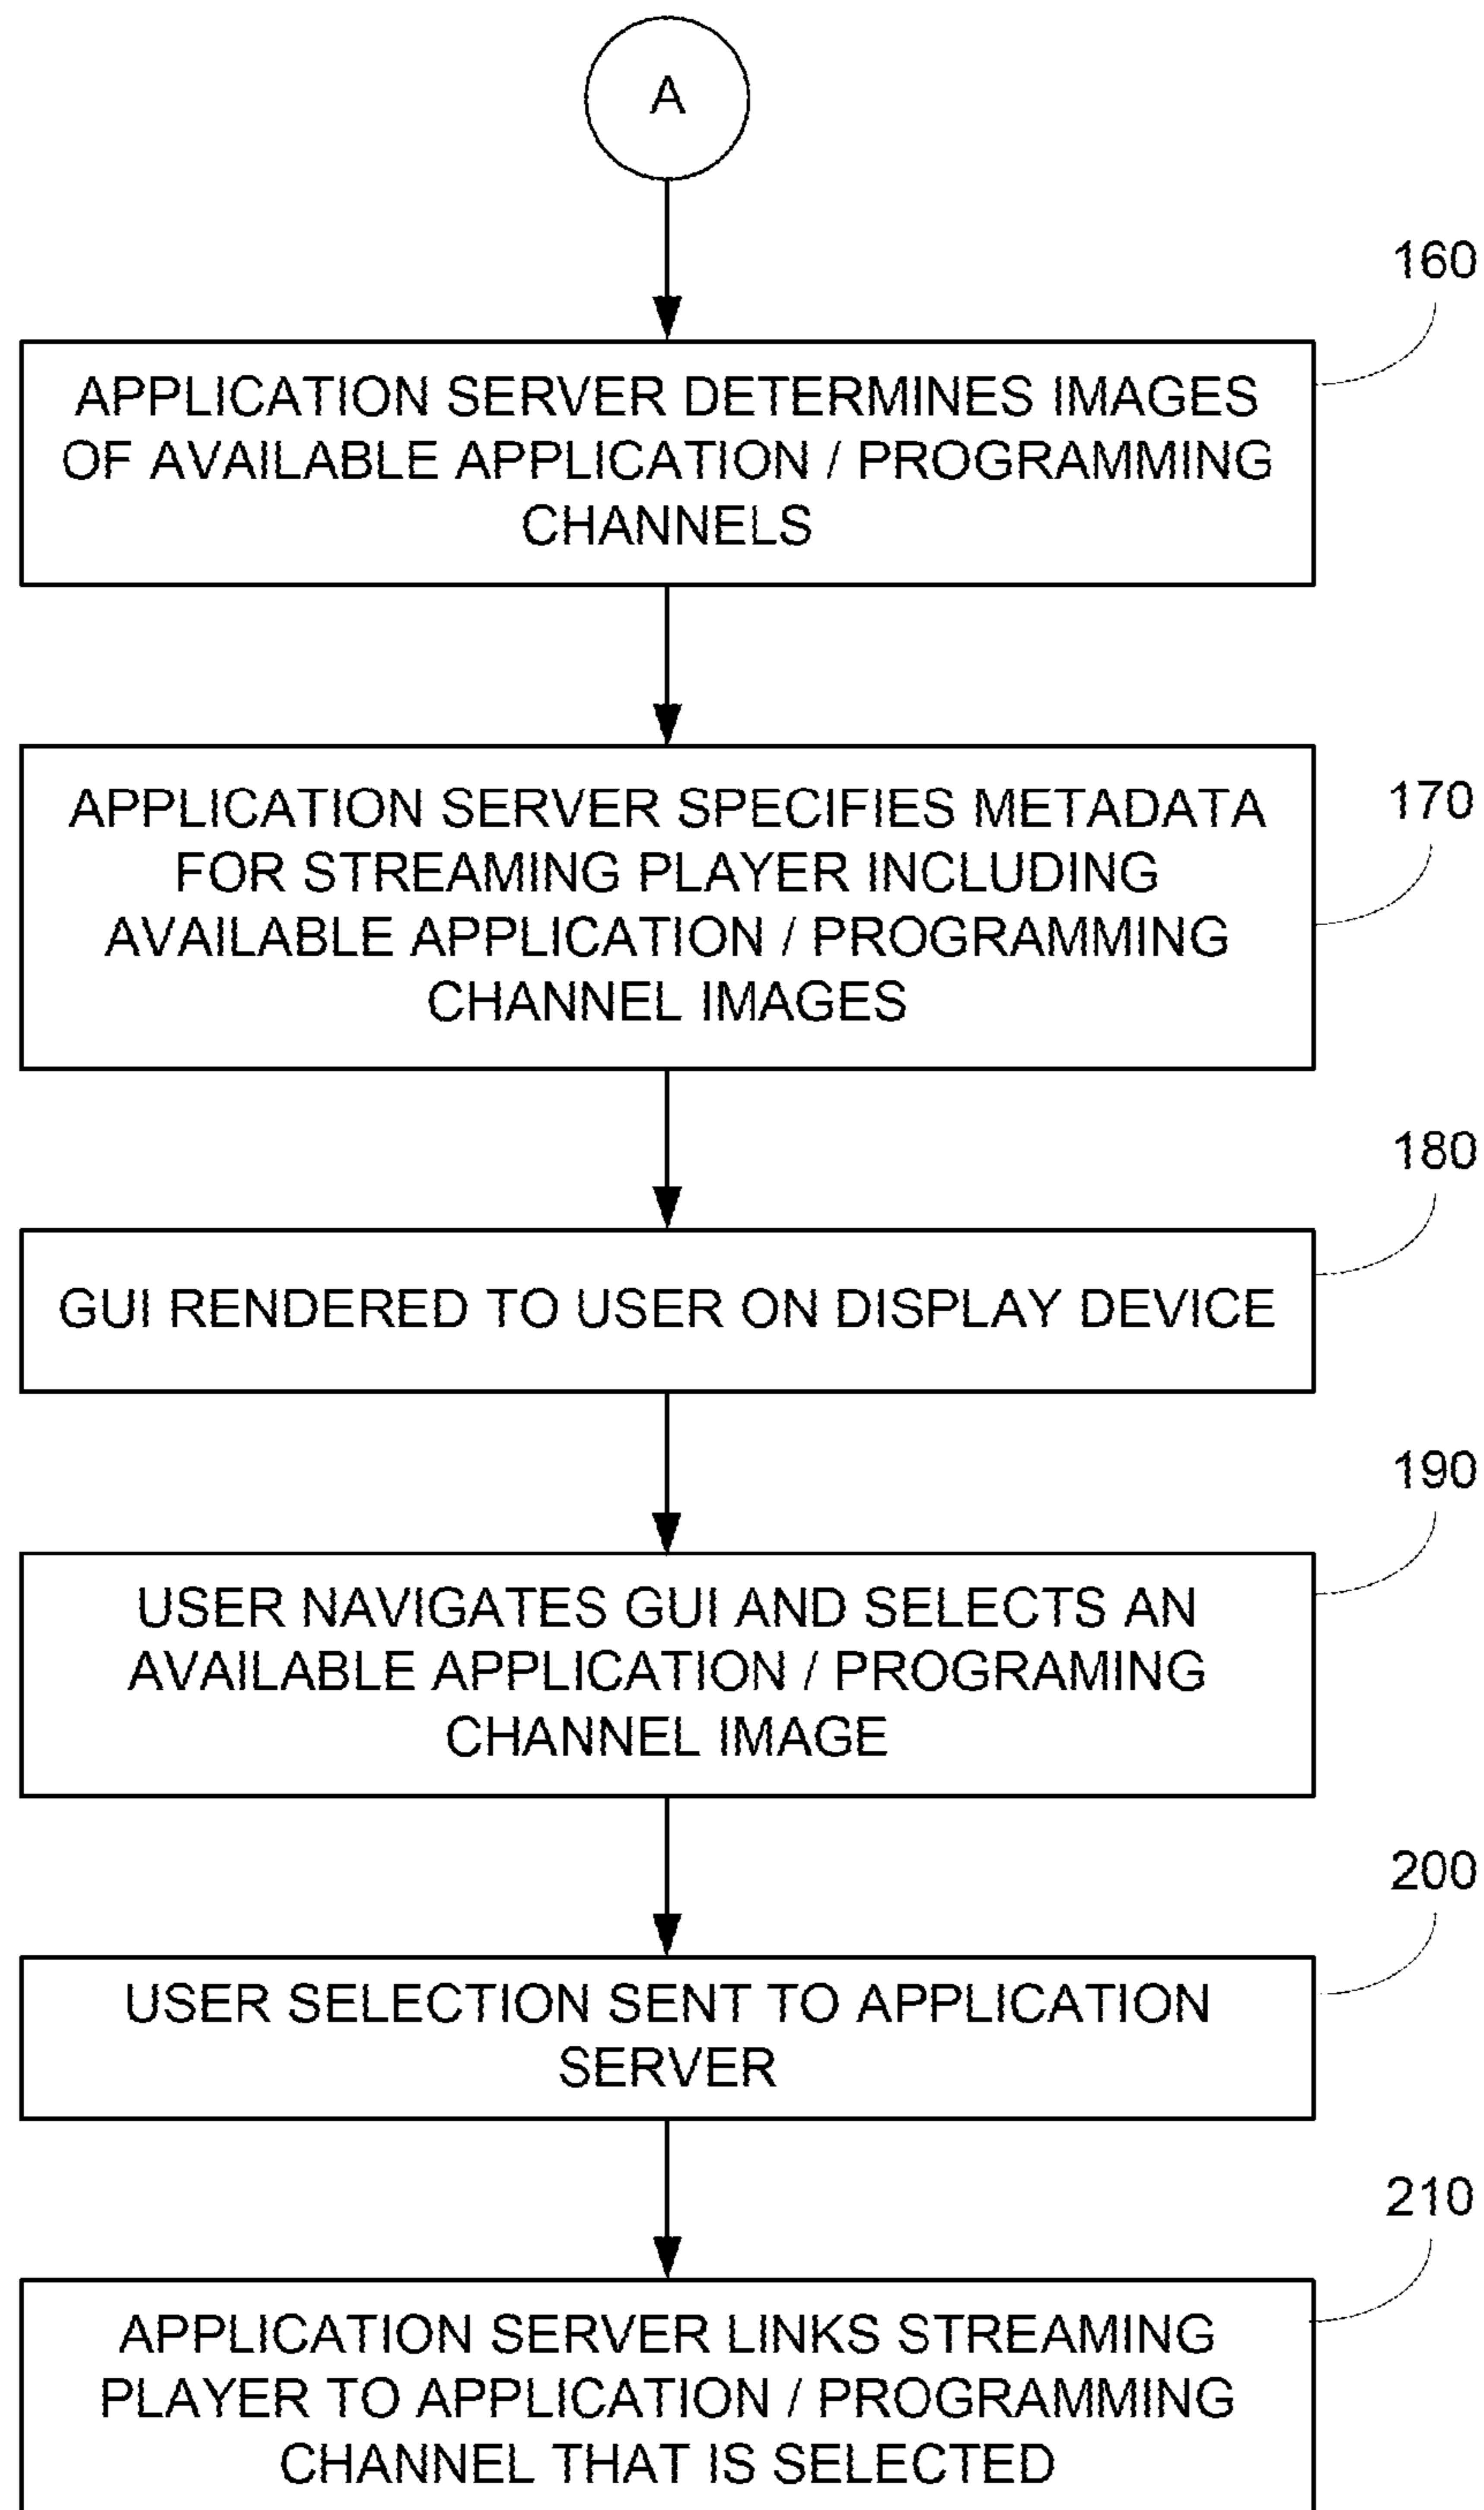 A
160
APPLICATION SERVER DETERMINES IMAGES
OF AVAILABLE APPLICATION / PROGRAMMING
CHANNELS
170
APPLICATION SERVER SPECIFIES METADATA
FOR STREAMING PLAYER INCLUDING
AVAILABLE APPLICATION / PROGRAMMING
CHANNEL IMAGES
180
GUI RENDERED TO USER ON DISPLAY DEVICE
190
USER NAVIGATES GUI AND SELECTS AN
AVAILABLE APPLICATION / PROGRAMING
CHANNEL IMAGE
200
USER SELECTION SENT TO APPLICATION
SERVER
210
APPLICATION SERVER LINKS STREAMING
PLAYER TO APPLICATION / PROGRAMMING
CHANNEL THAT IS SELECTED